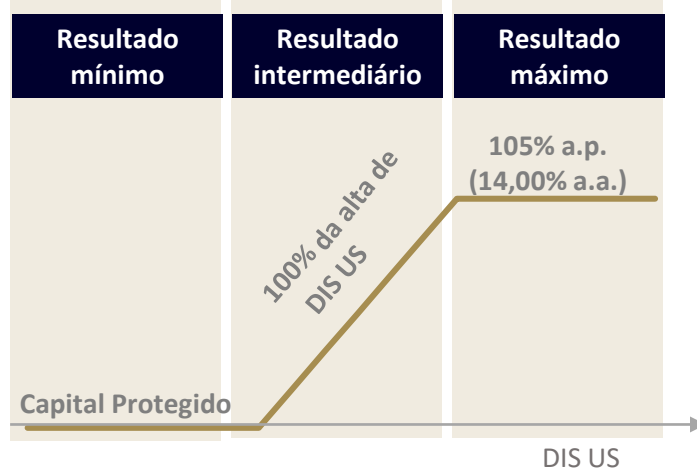 Resultado
mínimo
Resultado
intermediário
Resultado
máximo
105% a.p.
(14,00% a.a.)
100% da alta de
DIS US
Capital Protegido
DIS US